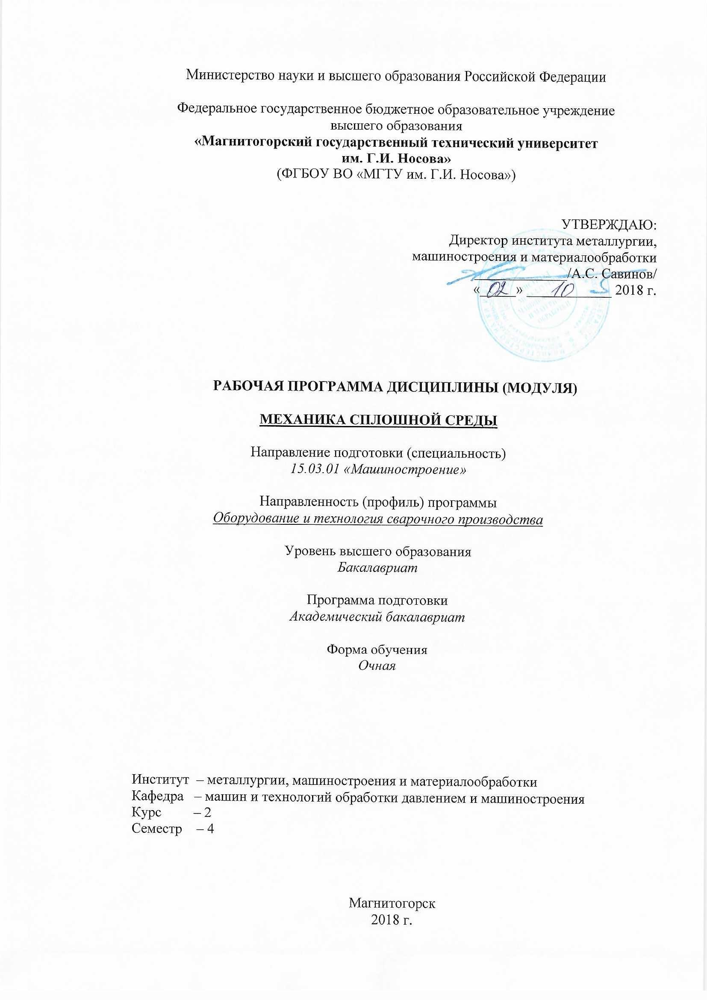 Министерство науки и высшего образования Российской Федерации
Федеральное государственное бюджетное образовательное учреждение
высшего образования
«Магнитогорский государственный технический университет
им. Г.И. Носова»
(ФГБОУ ВО «МГТУ им. Г.И. Носова»)
УТВЕРЖДАЮ:
Директор института металлургии,
машиностроения и материалообработки
/А.С. Савинов/
«02» 10 2018 г.
РАБОЧАЯ ПРОГРАММА ДИСЦИПЛИНЫ (МОДУЛЯ)
МЕХАНИКА СПЛОШНОЙ СРЕДЫ
Направление подготовки (специальность)
15.03.01 «Машиностроение»
Направленность (профиль) программы
Оборудование и технология сварочного производства
Уровень высшего образования
Бакалавриат
Программа подготовки
Академический бакалавриат
Форма обучения
Очная
Институт – металлургии, машиностроения и материалообработки
Кафедра – машин и технологий обработки давлением и машиностроения
Курс – 2
Семестр – 4
Магнитогорск
2018 г.